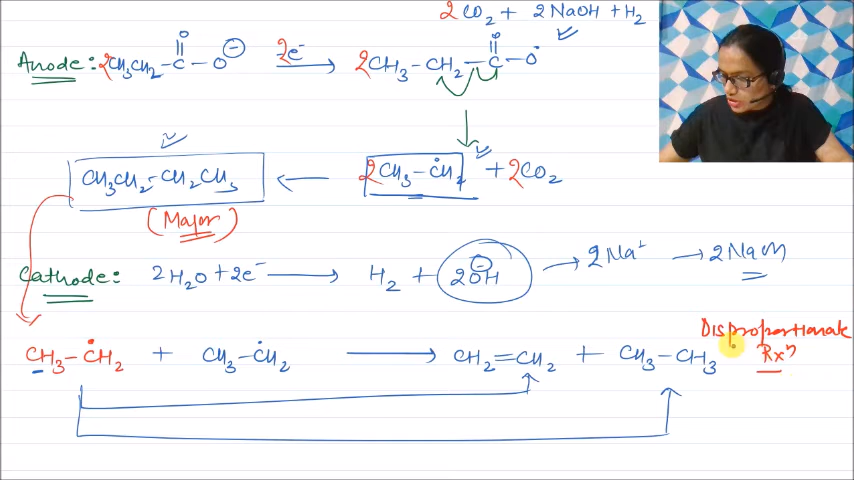 2CO₂ + 2NaOH + H₂
Anode: 2CH₃CH₂–C(=O)–O⊖ —2e⁻→ 2CH₃–CH₂–C(=O)–O•
CH₃CH₂–CH₂CH₃ ← 2CH₃–ĊH₂ + 2CO₂
(Major)
Cathode: 2H₂O + 2e⁻ → H₂ + 2OH⊖ → 2Na⁺ → 2NaOH
Disproportionate
CH₃–ĊH₂ + CH₃–ĊH₂ → CH₂=CH₂ + CH₃–CH₃ Rxⁿ